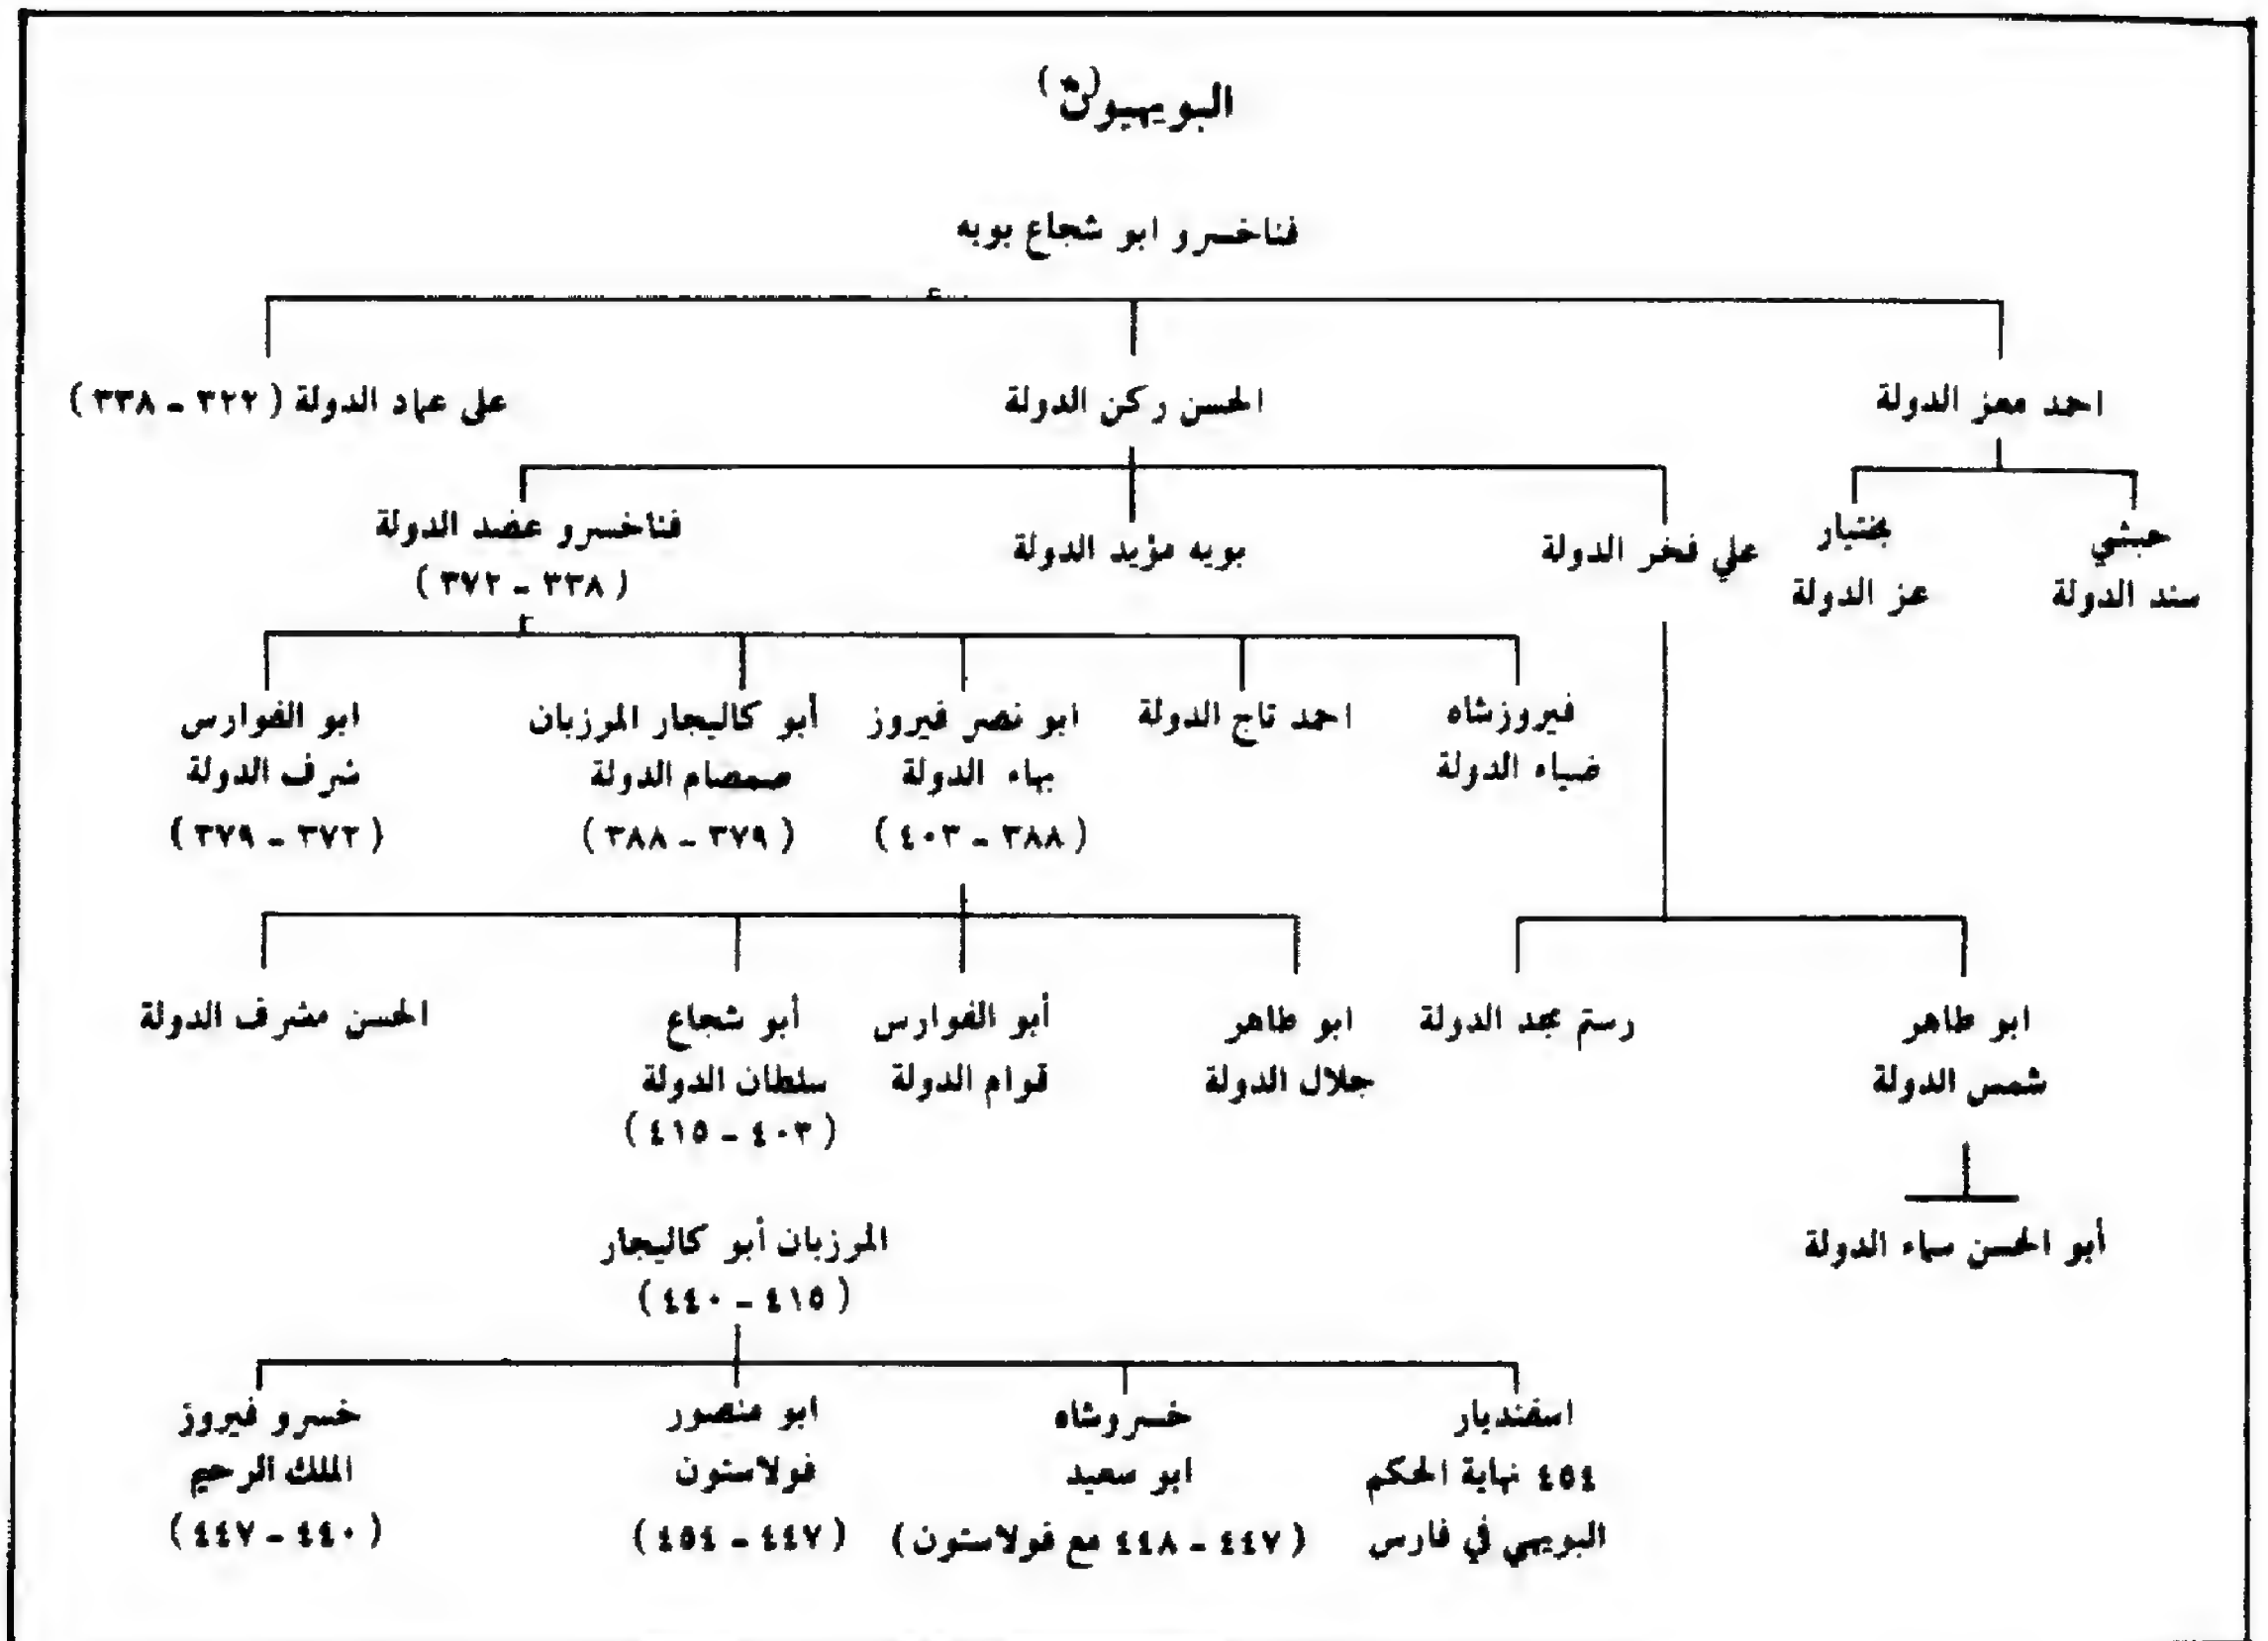 البويهيون (*)
فناخسرو ابو شجاع بويه
احمد معز الدولة
الحسن ركن الدولة
على عماد الدولة (٣٢٢ - ٣٣٨)
حبشي
سند الدولة
بختيار
عز الدولة
علي فخر الدولة
بويه مؤيد الدولة
فناخسرو عضد الدولة
(٣٣٨ - ٣٧٢)
فيروزشاه
ضياء الدولة
احمد تاج الدولة
ابو نصر فيروز
بهاء الدولة
(٣٨٨ - ٤٠٣)
أبو كاليجار المرزبان
صمصام الدولة
(٣٧٩ - ٣٨٨)
ابو الفوارس
شرف الدولة
(٣٧٢ - ٣٧٩)
ابو طاهر
شمس الدولة
رستم مجد الدولة
ابو طاهر
جلال الدولة
أبو الفوارس
قوام الدولة
أبو شجاع
سلطان الدولة
(٤٠٣ - ٤١٥)
الحسن مشرف الدولة
أبو الحسن سماء الدولة
المرزبان أبو كاليجار
(٤١٥ - ٤٤٠)
اسفنديار
٤٥٤ نهاية الحكم
البويهي في فارس
خسروشاه
ابو سعيد
(٤٤٧ - ٤٤٨ مع فولاستون)
ابو منصور
فولاستون
(٤٤٧ - ٤٥٤)
خسرو فيروز
الملك الرحيم
(٤٤٠ - ٤٤٧)